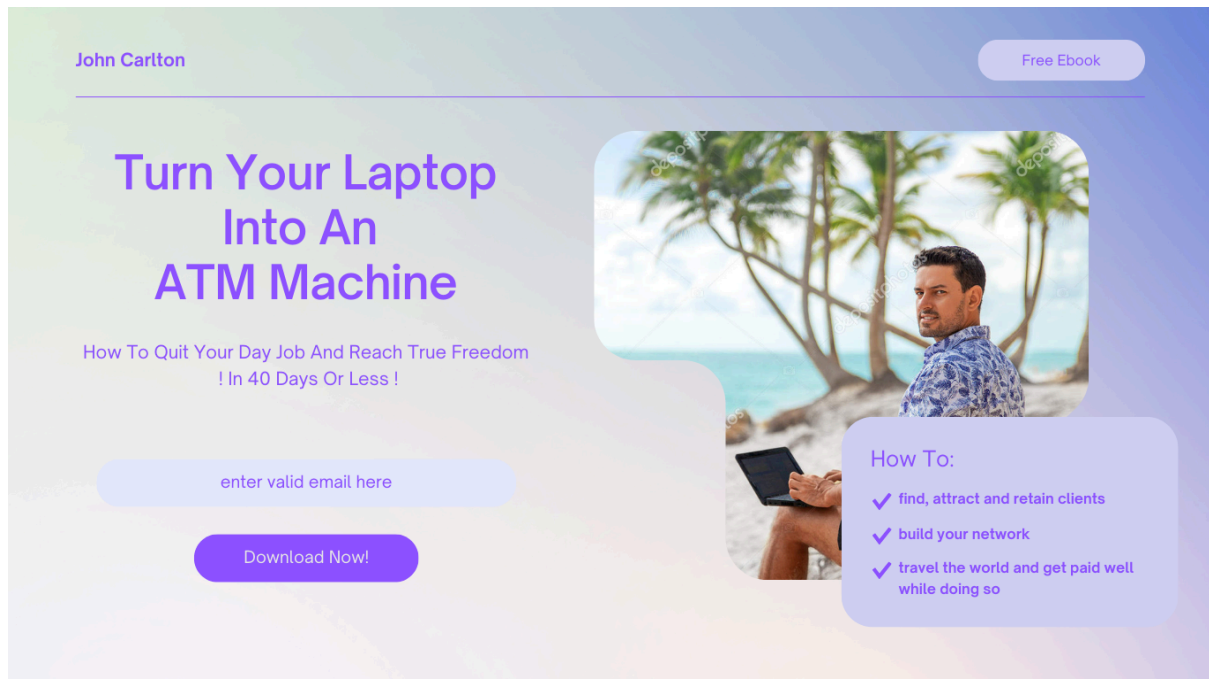 John Carlton
Free Ebook
Turn Your Laptop
Into An
ATM Machine
How To Quit Your Day Job And Reach True Freedom
! In 40 Days Or Less !
enter valid email here
Download Now!
depositphotos
How To:
find, attract and retain clients
build your network
travel the world and get paid well
while doing so